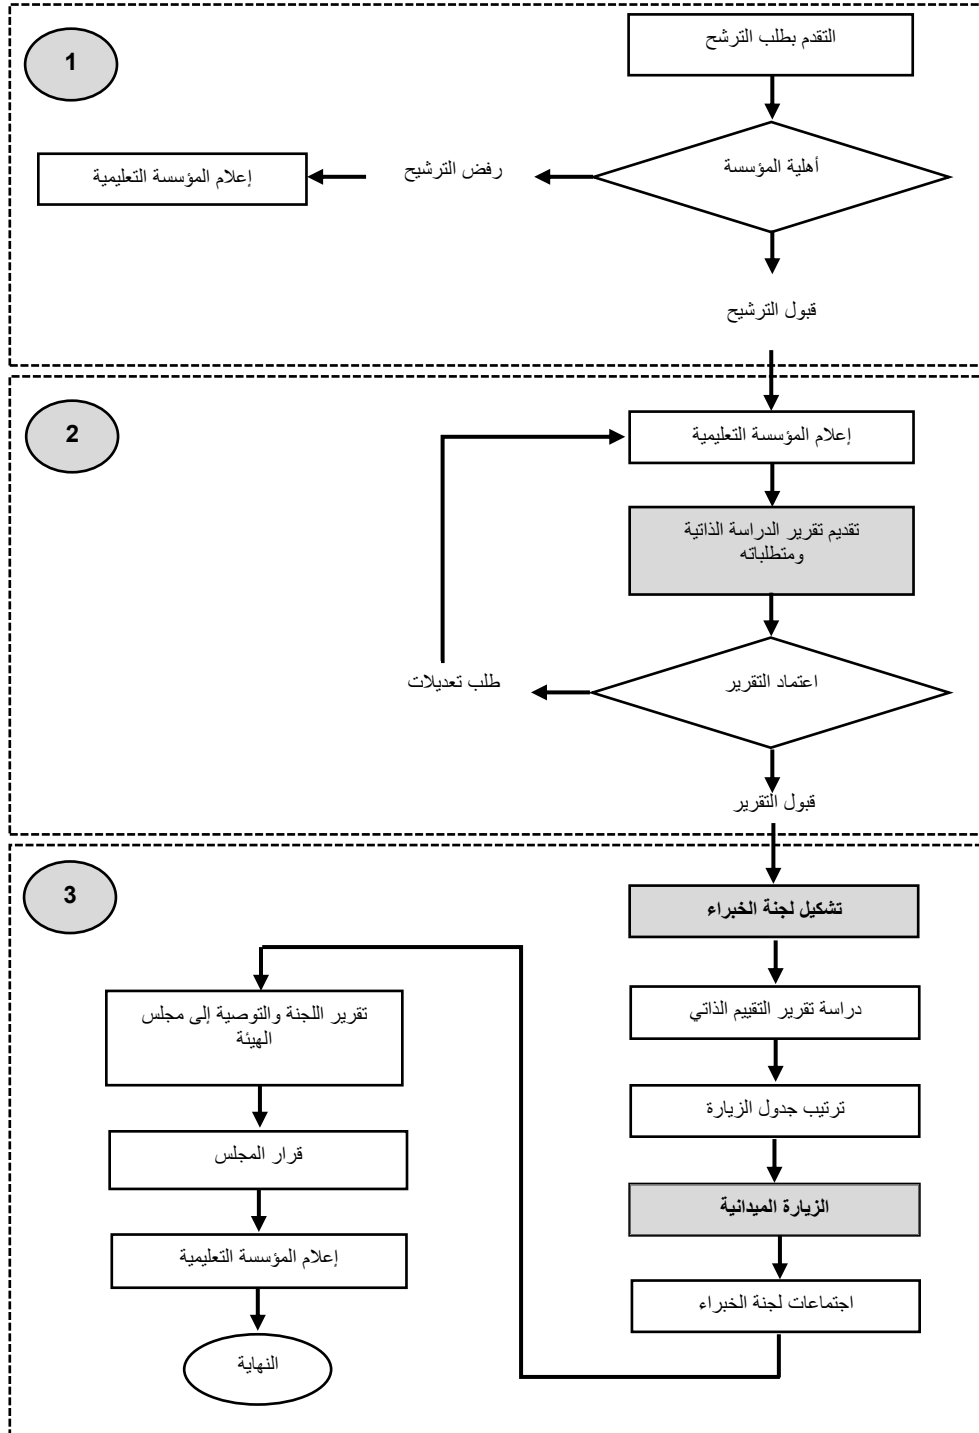 1
التقدم بطلب الترشح
أهلية المؤسسة
رفض الترشيح
إعلام المؤسسة التعليمية
قبول الترشيح
2
إعلام المؤسسة التعليمية
تقديم تقرير الدراسة الذاتية
ومتطلباته
اعتماد التقرير
طلب تعديلات
قبول التقرير
3
تشكيل لجنة الخبراء
دراسة تقرير التقييم الذاتي
ترتيب جدول الزيارة
الزيارة الميدانية
اجتماعات لجنة الخبراء
تقرير اللجنة والتوصية إلى مجلس
الهيئة
قرار المجلس
إعلام المؤسسة التعليمية
النهاية